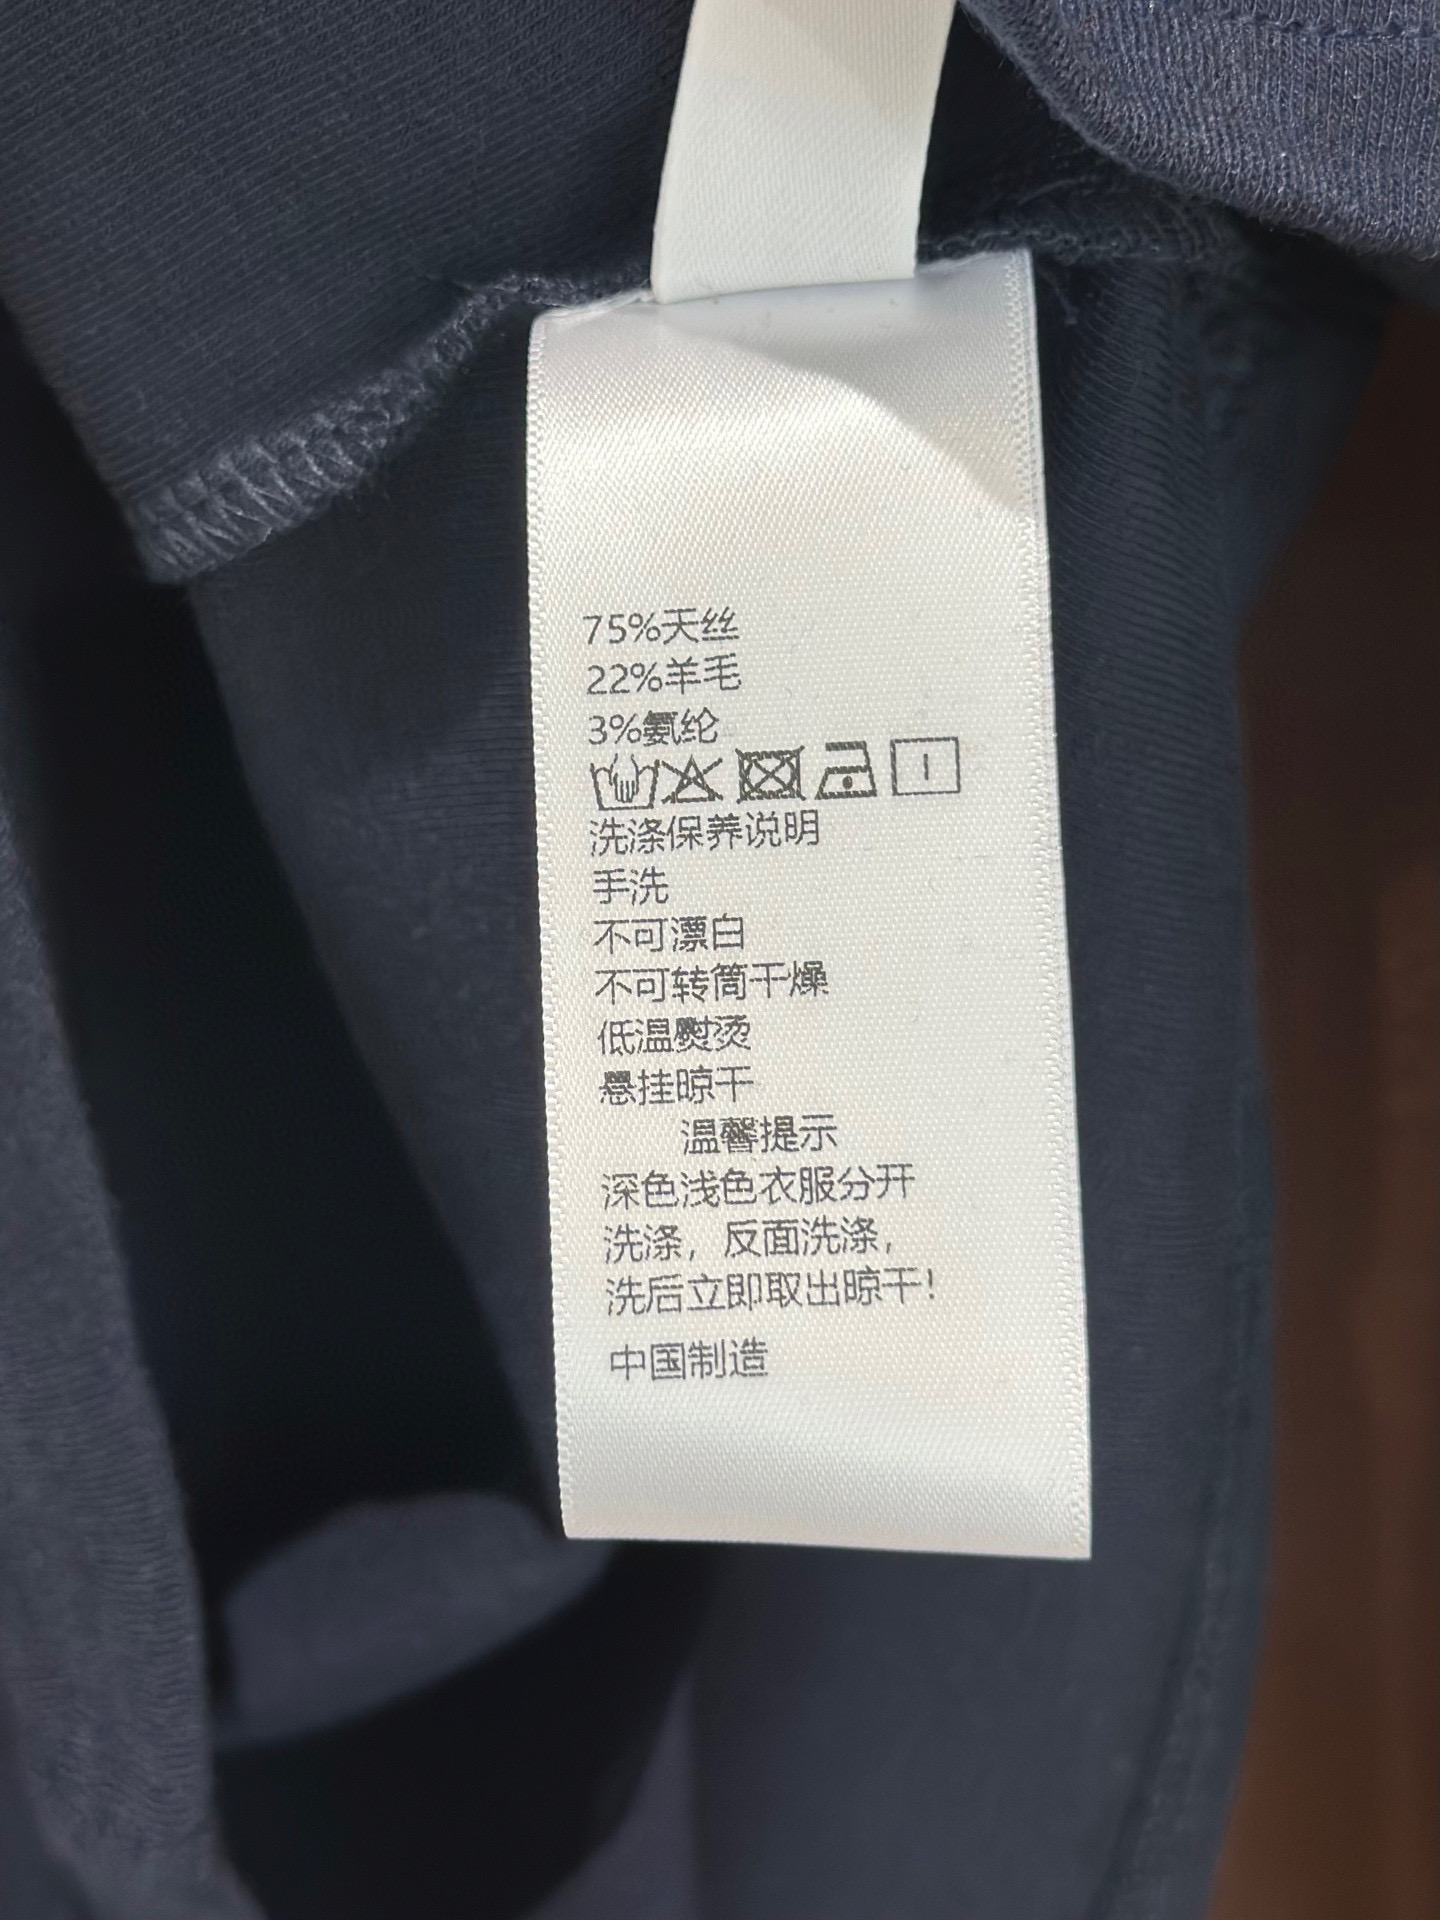 75%天丝
22%羊毛
3%氨纶
洗涤保养说明
手洗
不可漂白
不可转筒干燥
低温熨烫
悬挂晾干
温馨提示
深色浅色衣服分开
洗涤，反面洗涤，
洗后立即取出晾干！
中国制造